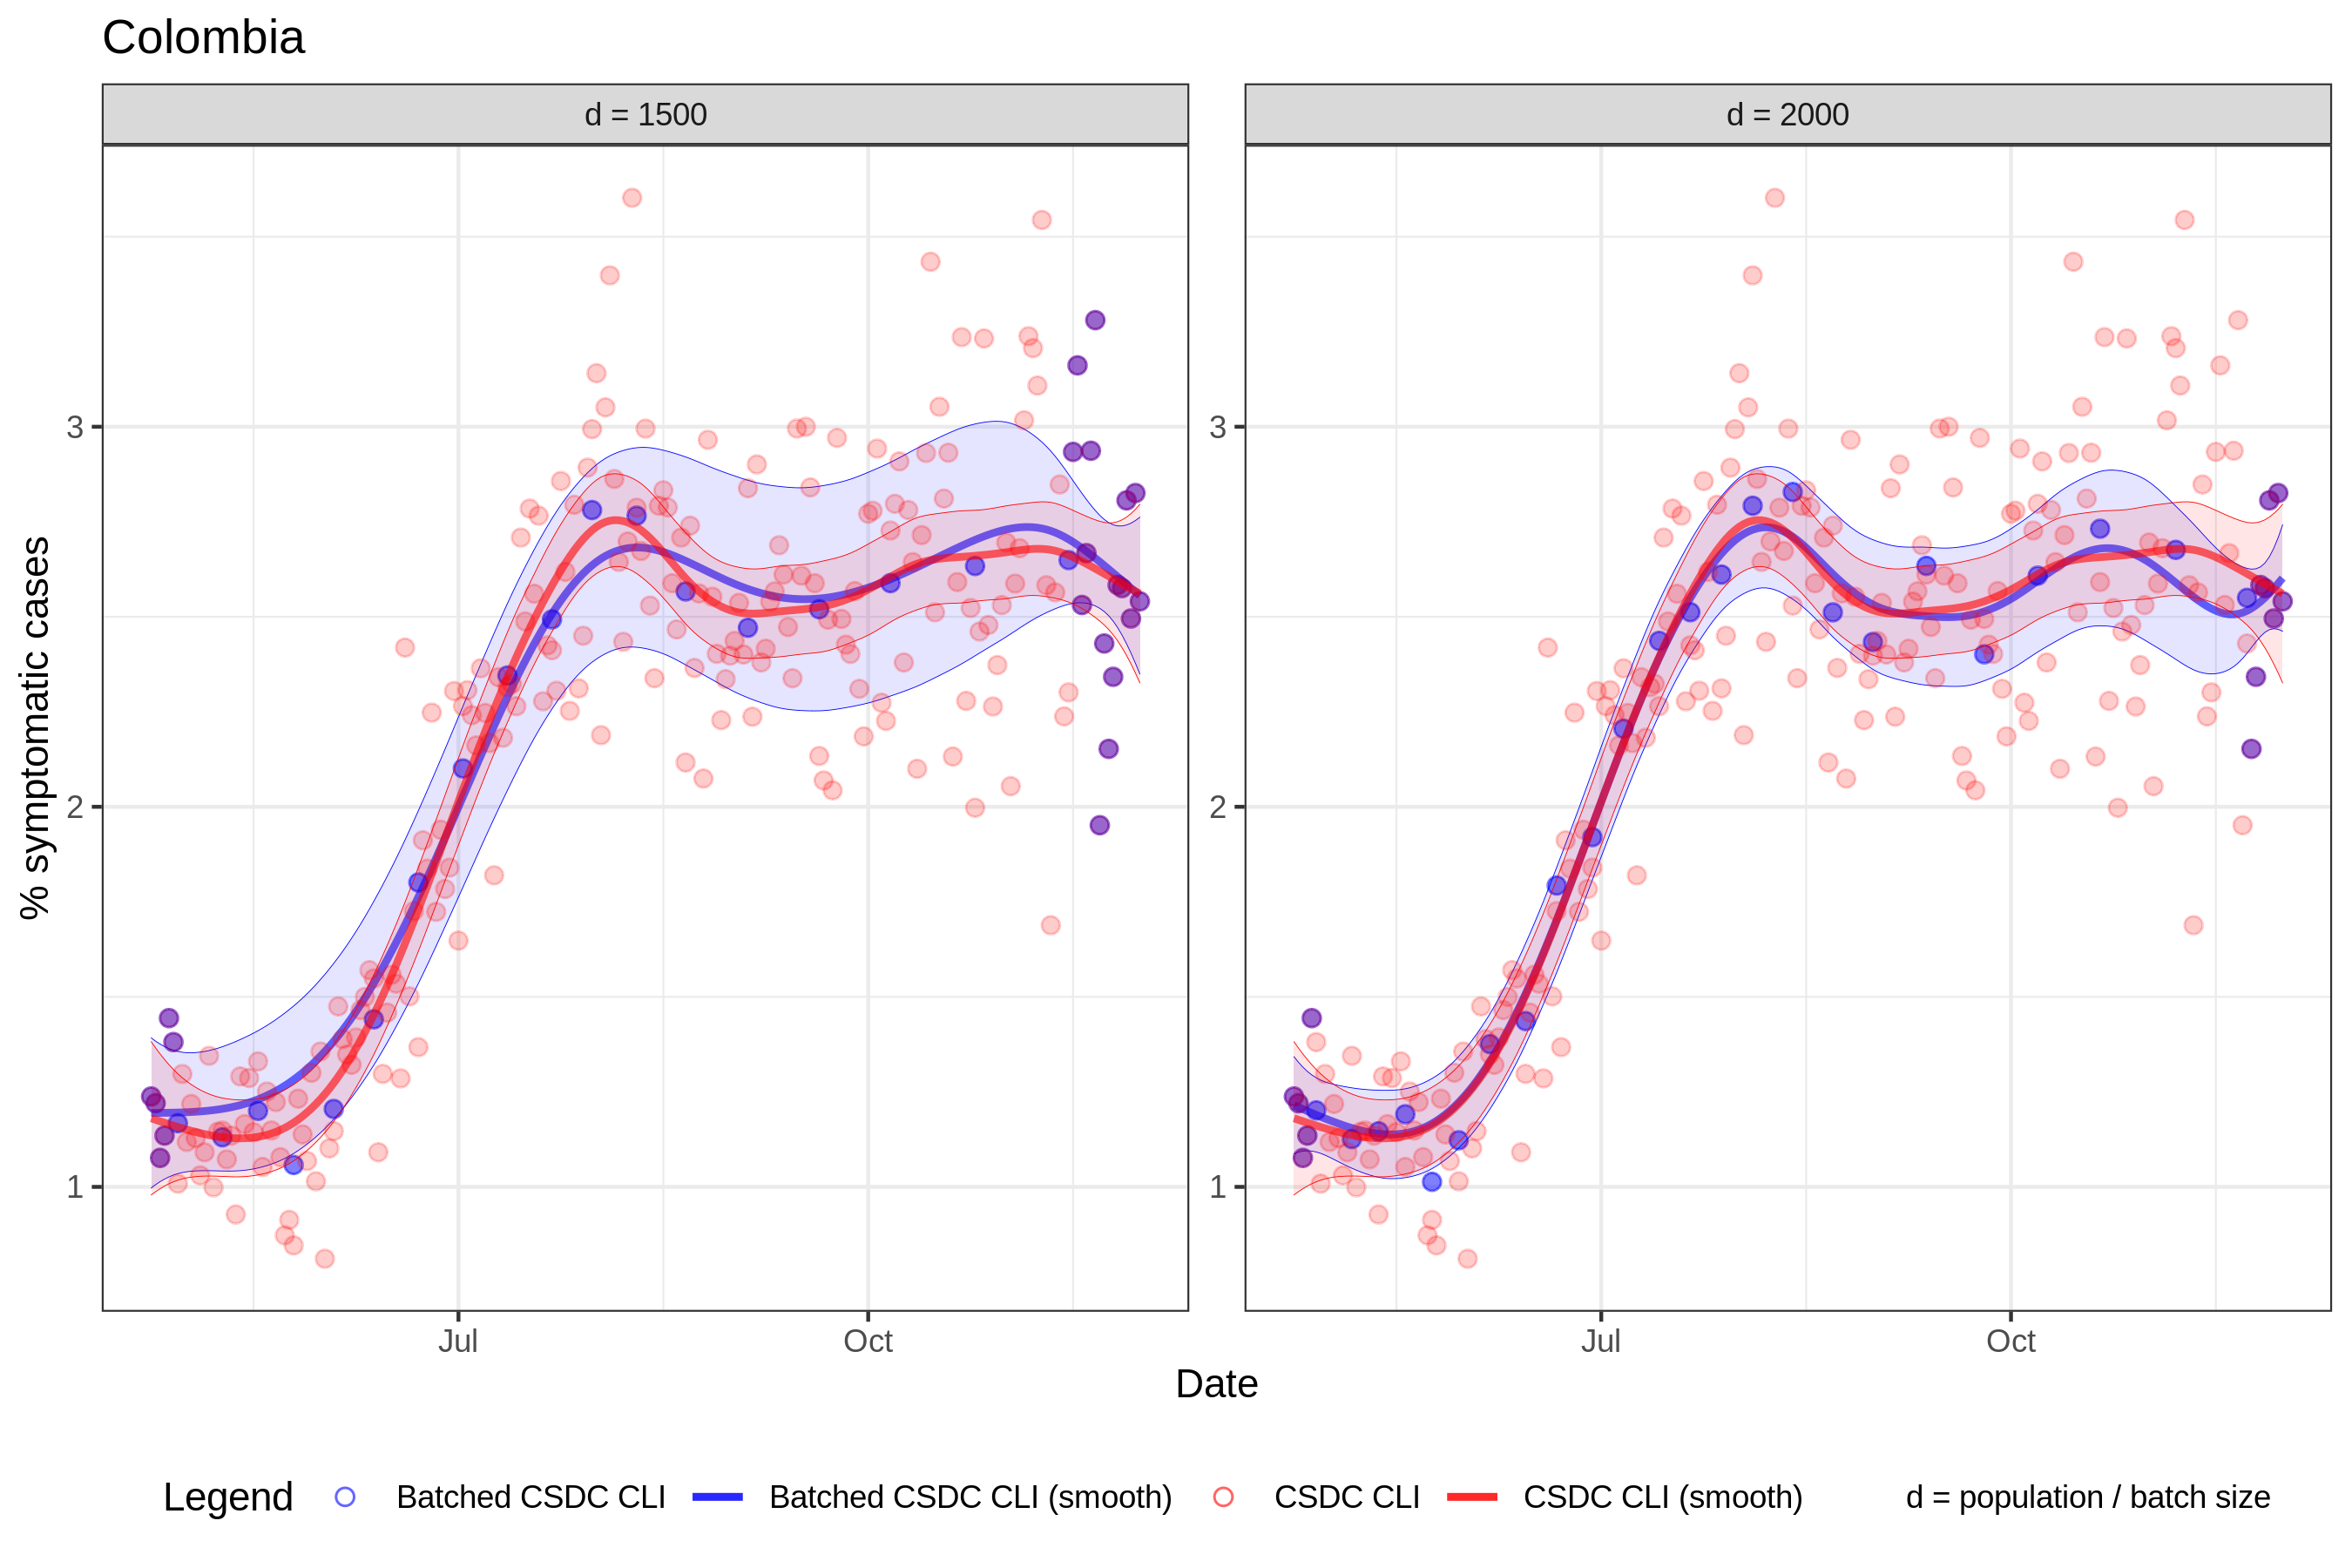 Colombia
d = 1500
d = 2000
% symptomatic cases
3
2
1
3
2
1
Jul
Oct
Jul
Oct
Date
Legend
Batched CSDC CLI
Batched CSDC CLI (smooth)
CSDC CLI
CSDC CLI (smooth)
d = population / batch size